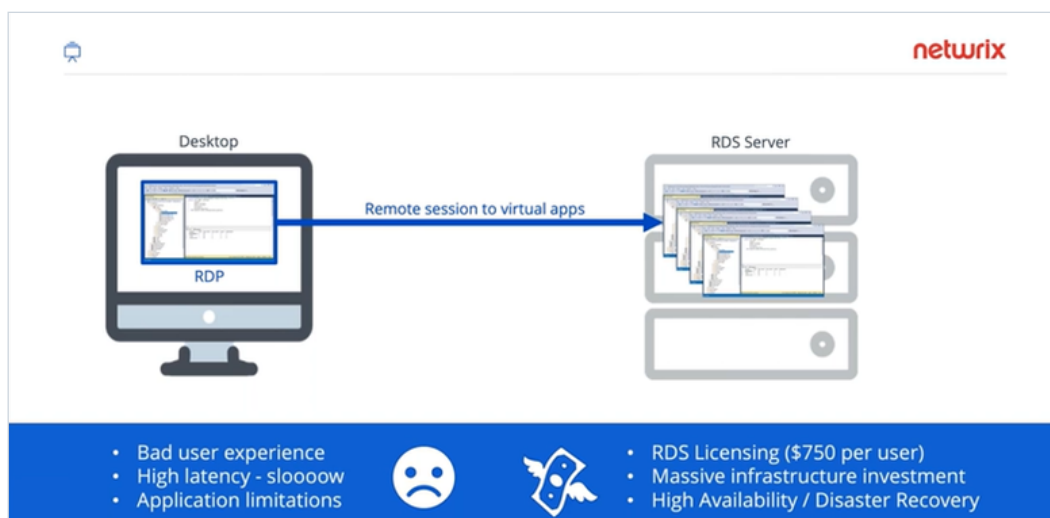 netwrix
Desktop
RDS Server
Remote session to virtual apps
RDP
• Bad user experience
• High latency - sloooow
• Application limitations
• RDS Licensing ($750 per user)
• Massive infrastructure investment
• High Availability / Disaster Recovery